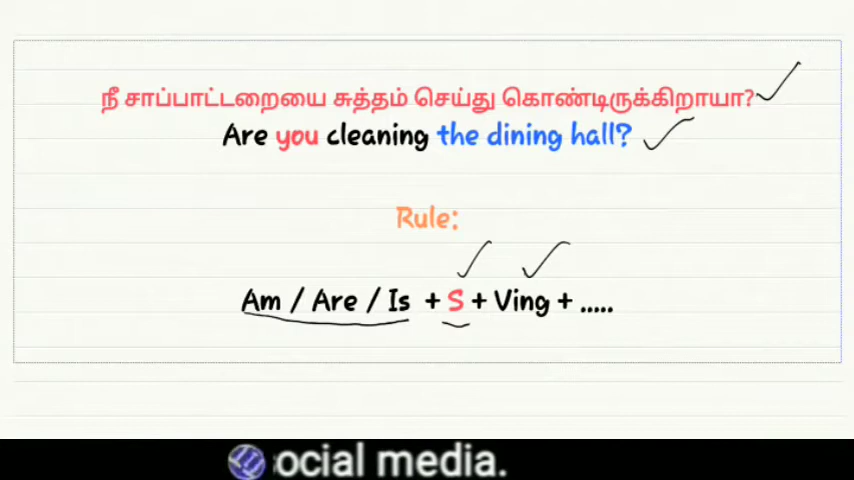 நீ சாப்பாட்டறையை சுத்தம் செய்து கொண்டிருக்கிறாயா?
Are you cleaning the dining hall?
Rule:
Am / Are / Is + S + Ving + .....
ocial media.